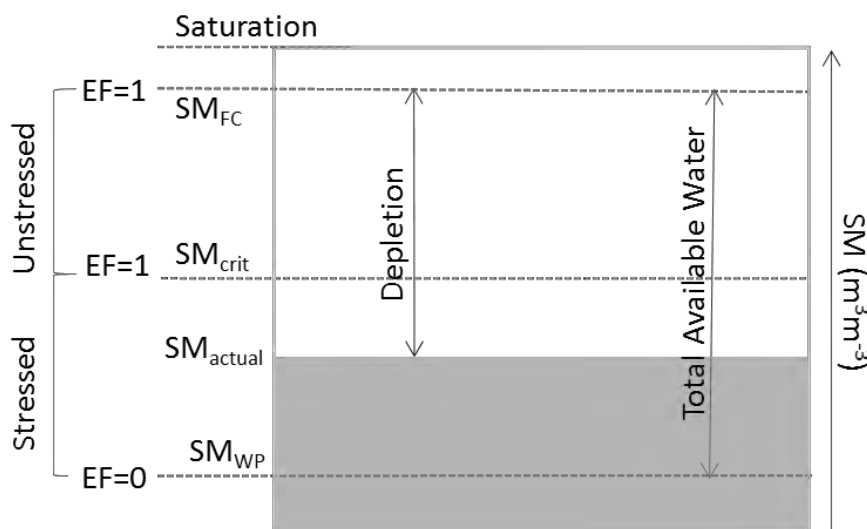 Saturation
EF=1
SM_FC
Unstressed
Depletion
Total Available Water
SM (m³m⁻³)
EF=1
SM_crit
SM_actual
Stressed
SM_WP
EF=0